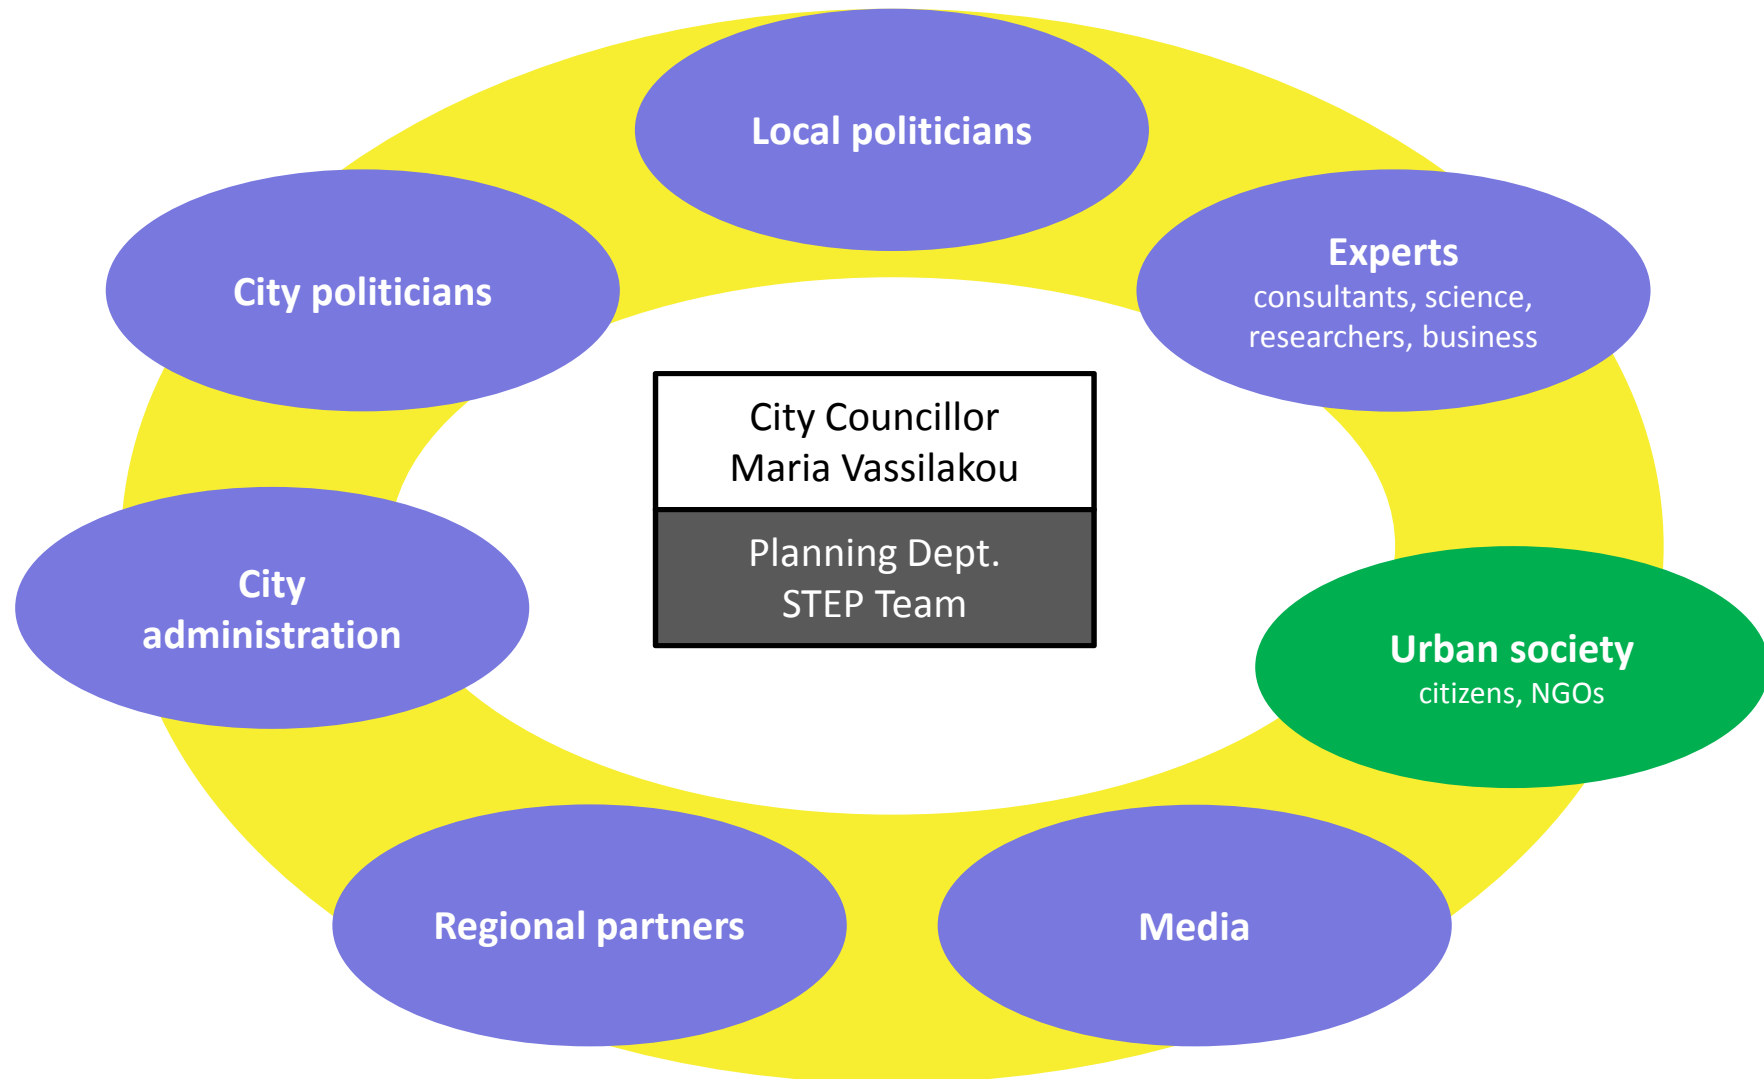 Local politicians
City politicians
Experts
consultants, science,
researchers, business
City Councillor
Maria Vassilakou
Planning Dept.
STEP Team
City
administration
Urban society
citizens, NGOs
Regional partners
Media